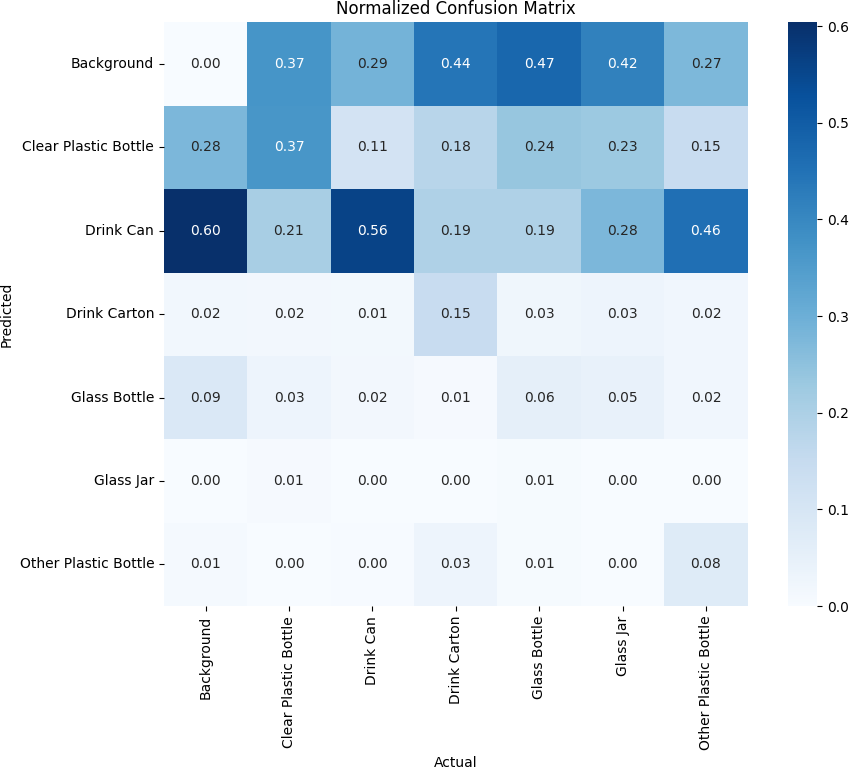 Normalized Confusion Matrix
Background 0.00 0.37 0.29 0.44 0.47 0.42 0.27
Clear Plastic Bottle 0.28 0.37 0.11 0.18 0.24 0.23 0.15
Drink Can 0.60 0.21 0.56 0.19 0.19 0.28 0.46
Drink Carton 0.02 0.02 0.01 0.15 0.03 0.03 0.02
Glass Bottle 0.09 0.03 0.02 0.01 0.06 0.05 0.02
Glass Jar 0.00 0.01 0.00 0.00 0.01 0.00 0.00
Other Plastic Bottle 0.01 0.00 0.00 0.03 0.01 0.00 0.08
Predicted
Background
Clear Plastic Bottle
Drink Can
Drink Carton
Glass Bottle
Glass Jar
Other Plastic Bottle
Actual
0.6
0.5
0.4
0.3
0.2
0.1
0.0